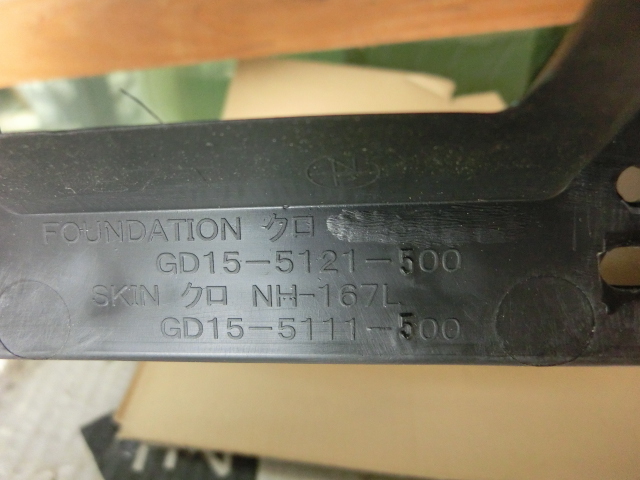 FOUNDATION クロ
GD15-5121-500
SKIN クロ NH-167L
GD15-5111-500